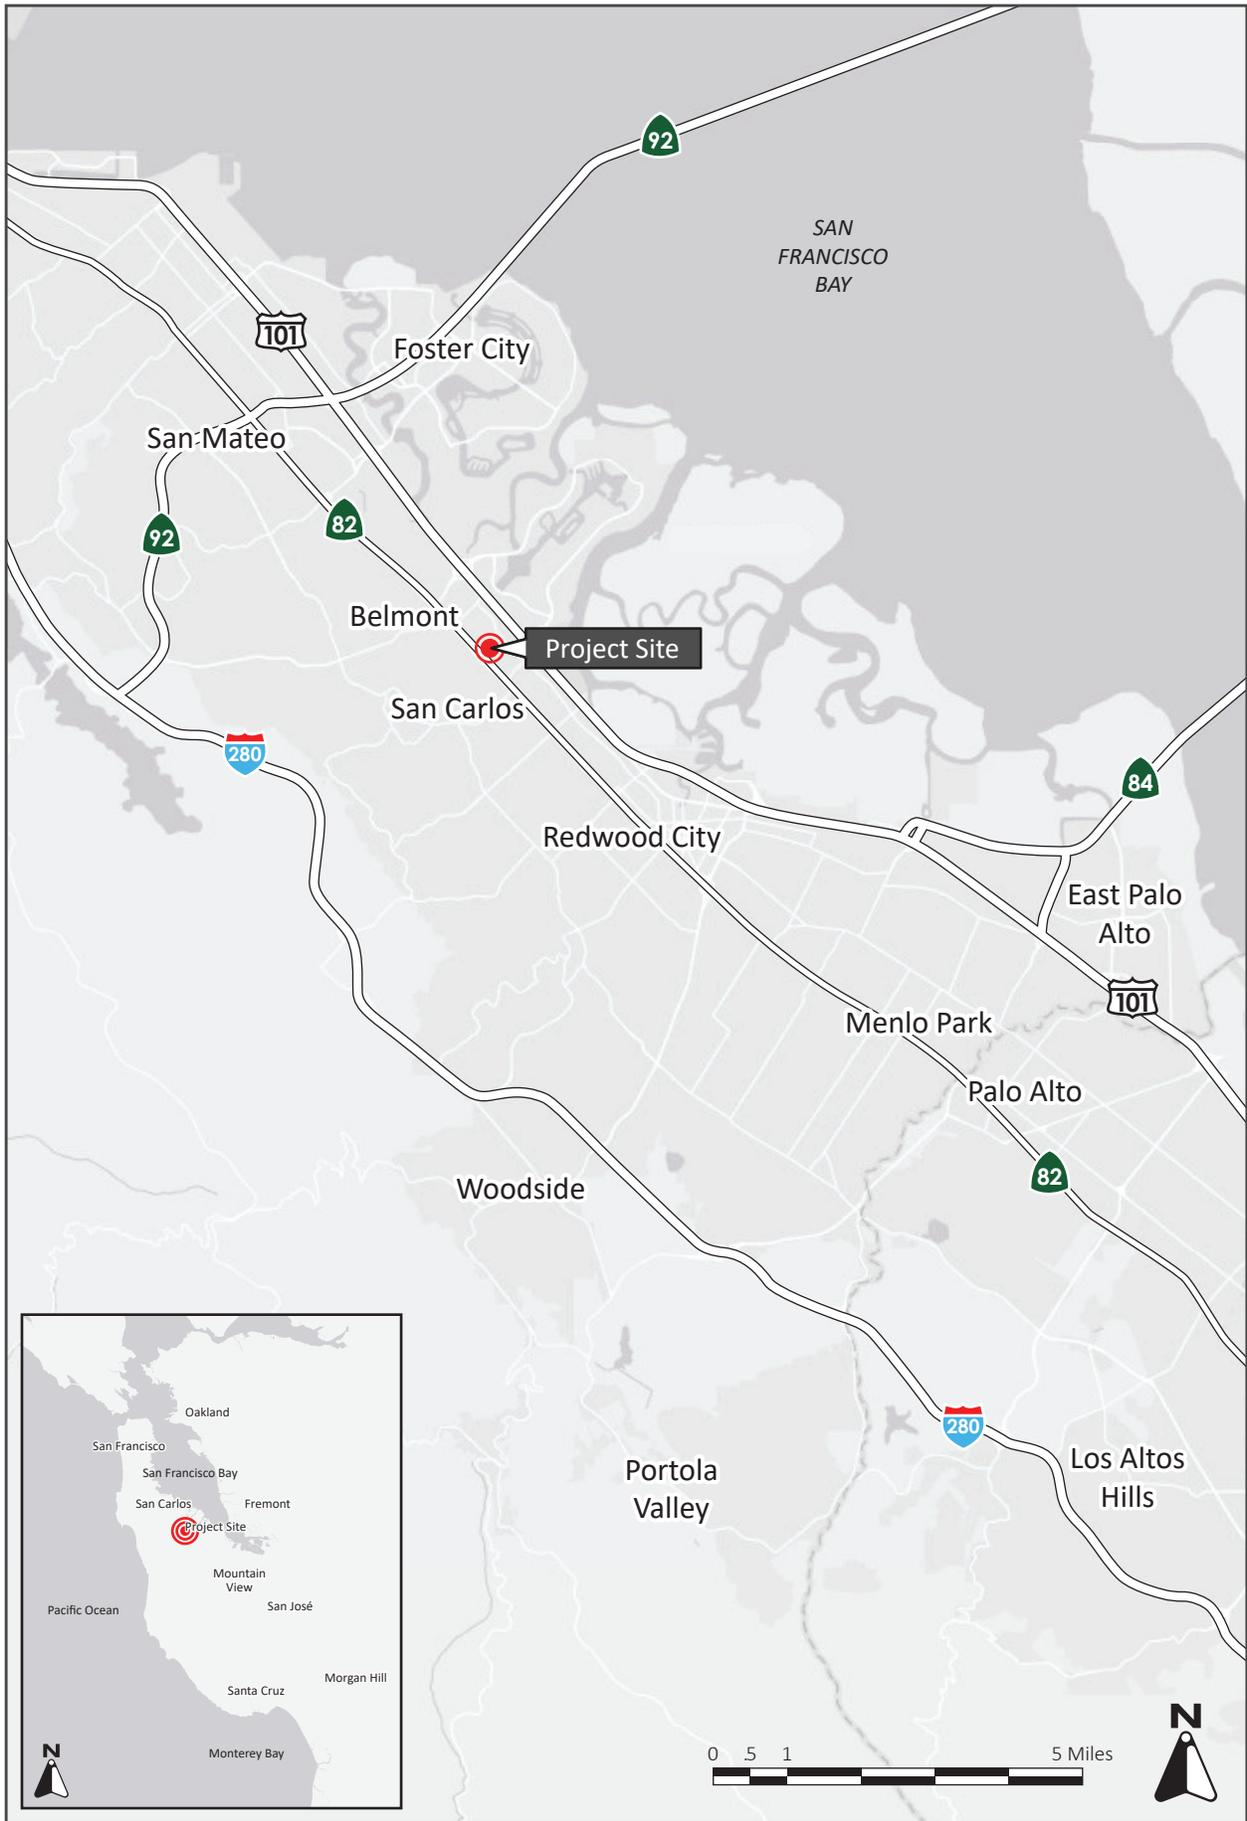 92
SAN
FRANCISCO
BAY
101
Foster City
San Mateo
82
92
Belmont
Project Site
San Carlos
280
84
Redwood City
East Palo
Alto
101
Menlo Park
Palo Alto
82
Woodside
280
Los Altos
Hills
Portola
Valley
Oakland
San Francisco
San Francisco Bay
San Carlos
Fremont
Project Site
Mountain
View
San José
Pacific Ocean
Morgan Hill
Santa Cruz
Monterey Bay
N
0 .5 1 5 Miles
N